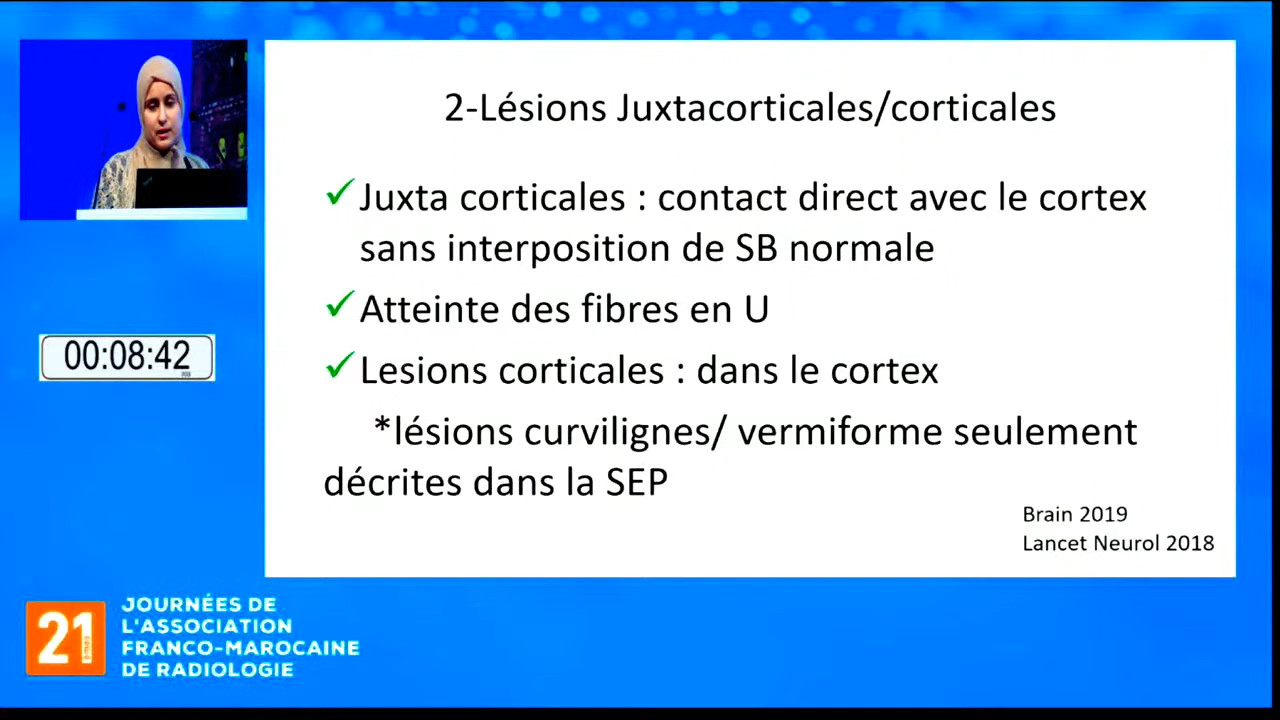 2-Lésions Juxtacorticales/corticales
✓Juxta corticales : contact direct avec le cortex
sans interposition de SB normale
✓Atteinte des fibres en U
✓Lesions corticales : dans le cortex
*lésions curvilignes/ vermiforme seulement
décrites dans la SEP
Brain 2019
Lancet Neurol 2018
00:08:42
21
èmes
JOURNÉES DE
L'ASSOCIATION
FRANCO-MAROCAINE
DE RADIOLOGIE